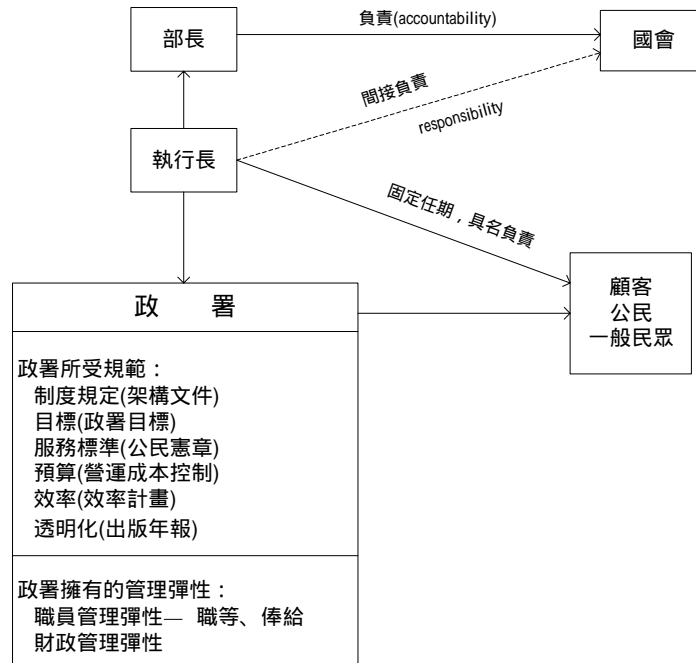 部長
負責(accountability)
國會
間接負責
responsibility
執行長
固定任期，具名負責
顧客
公民
一般民眾
政　　署
政署所受規範：
制度規定(架構文件)
目標(政署目標)
服務標準(公民憲章)
預算(營運成本控制)
效率(效率計畫)
透明化(出版年報)
政署擁有的管理彈性：
職員管理彈性— 職等、俸給
財政管理彈性